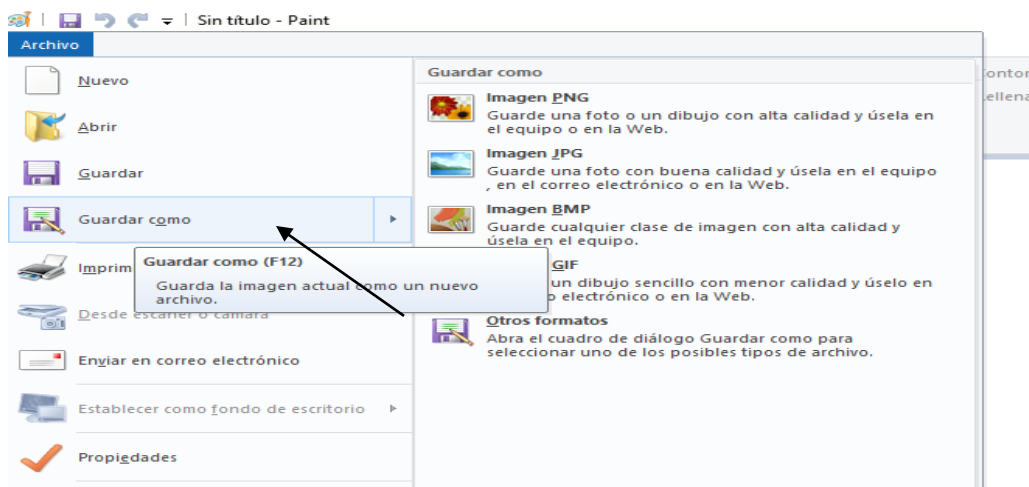 Sin título - Paint
Archivo
Nuevo
Abrir
Guardar
Guardar como
Imprim
Desde escáner o cámara
Enviar en correo electrónico
Establecer como fondo de escritorio
Propiedades
Guardar como (F12)
Guarda la imagen actual como un nuevo
archivo.
Guardar como
Imagen PNG
Guarde una foto o un dibujo con alta calidad y úsela en
el equipo o en la Web.
Imagen JPG
Guarde una foto con buena calidad y úsela en el equipo
, en el correo electrónico o en la Web.
Imagen BMP
Guarde cualquier clase de imagen con alta calidad y
úsela en el equipo.
GIF
un dibujo sencillo con menor calidad y úselo en
o electrónico o en la Web.
Otros formatos
Abra el cuadro de diálogo Guardar como para
seleccionar uno de los posibles tipos de archivo.
ontor
ellena